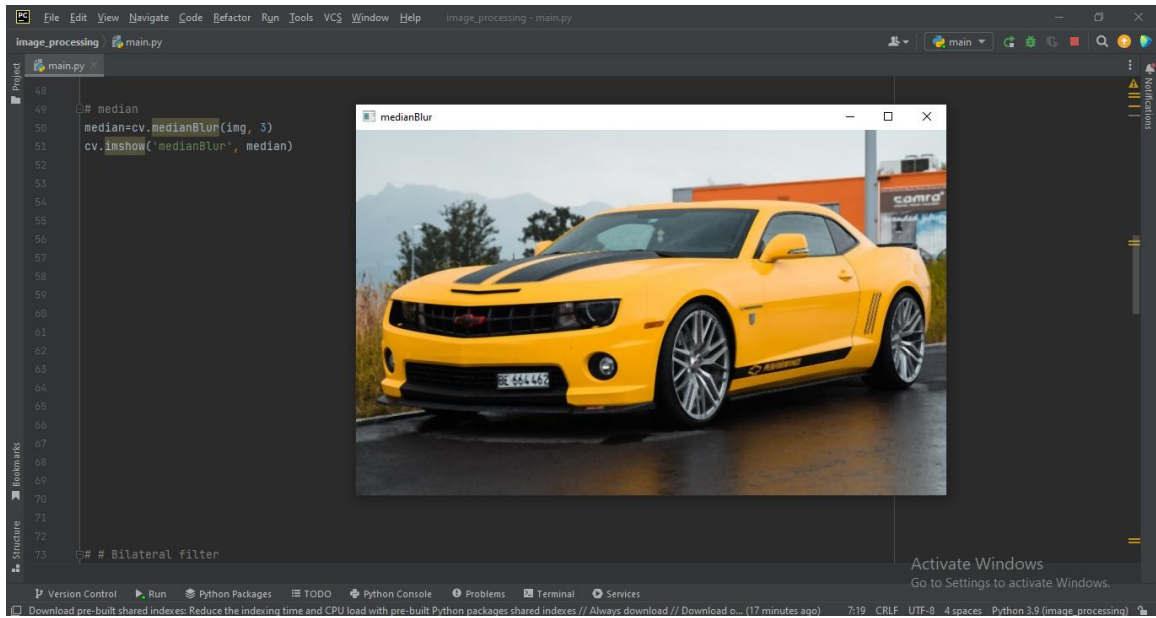 PC File Edit View Navigate Code Refactor Run Tools VCS Window Help image_processing - main.py
image_processing main.py main
Project main.py
48
49 # median
50 median=cv.medianBlur(img, 3)
51 cv.imshow('medianBlur', median)
52
53
54
55
56
57
58
59
60
61
62
63
64
65
66
67
68
69
70
71
72
73 # # Bilateral filter
medianBlur
camro
BE 664462
Notifications
Bookmarks
Structure
Activate Windows
Go to Settings to activate Windows.
Version Control Run Python Packages TODO Python Console Problems Terminal Services
Download pre-built shared indexes: Reduce the indexing time and CPU load with pre-built Python packages shared indexes // Always download // Download o... (17 minutes ago) 7:19 CRLF UTF-8 4 spaces Python 3.9 (image_processing)